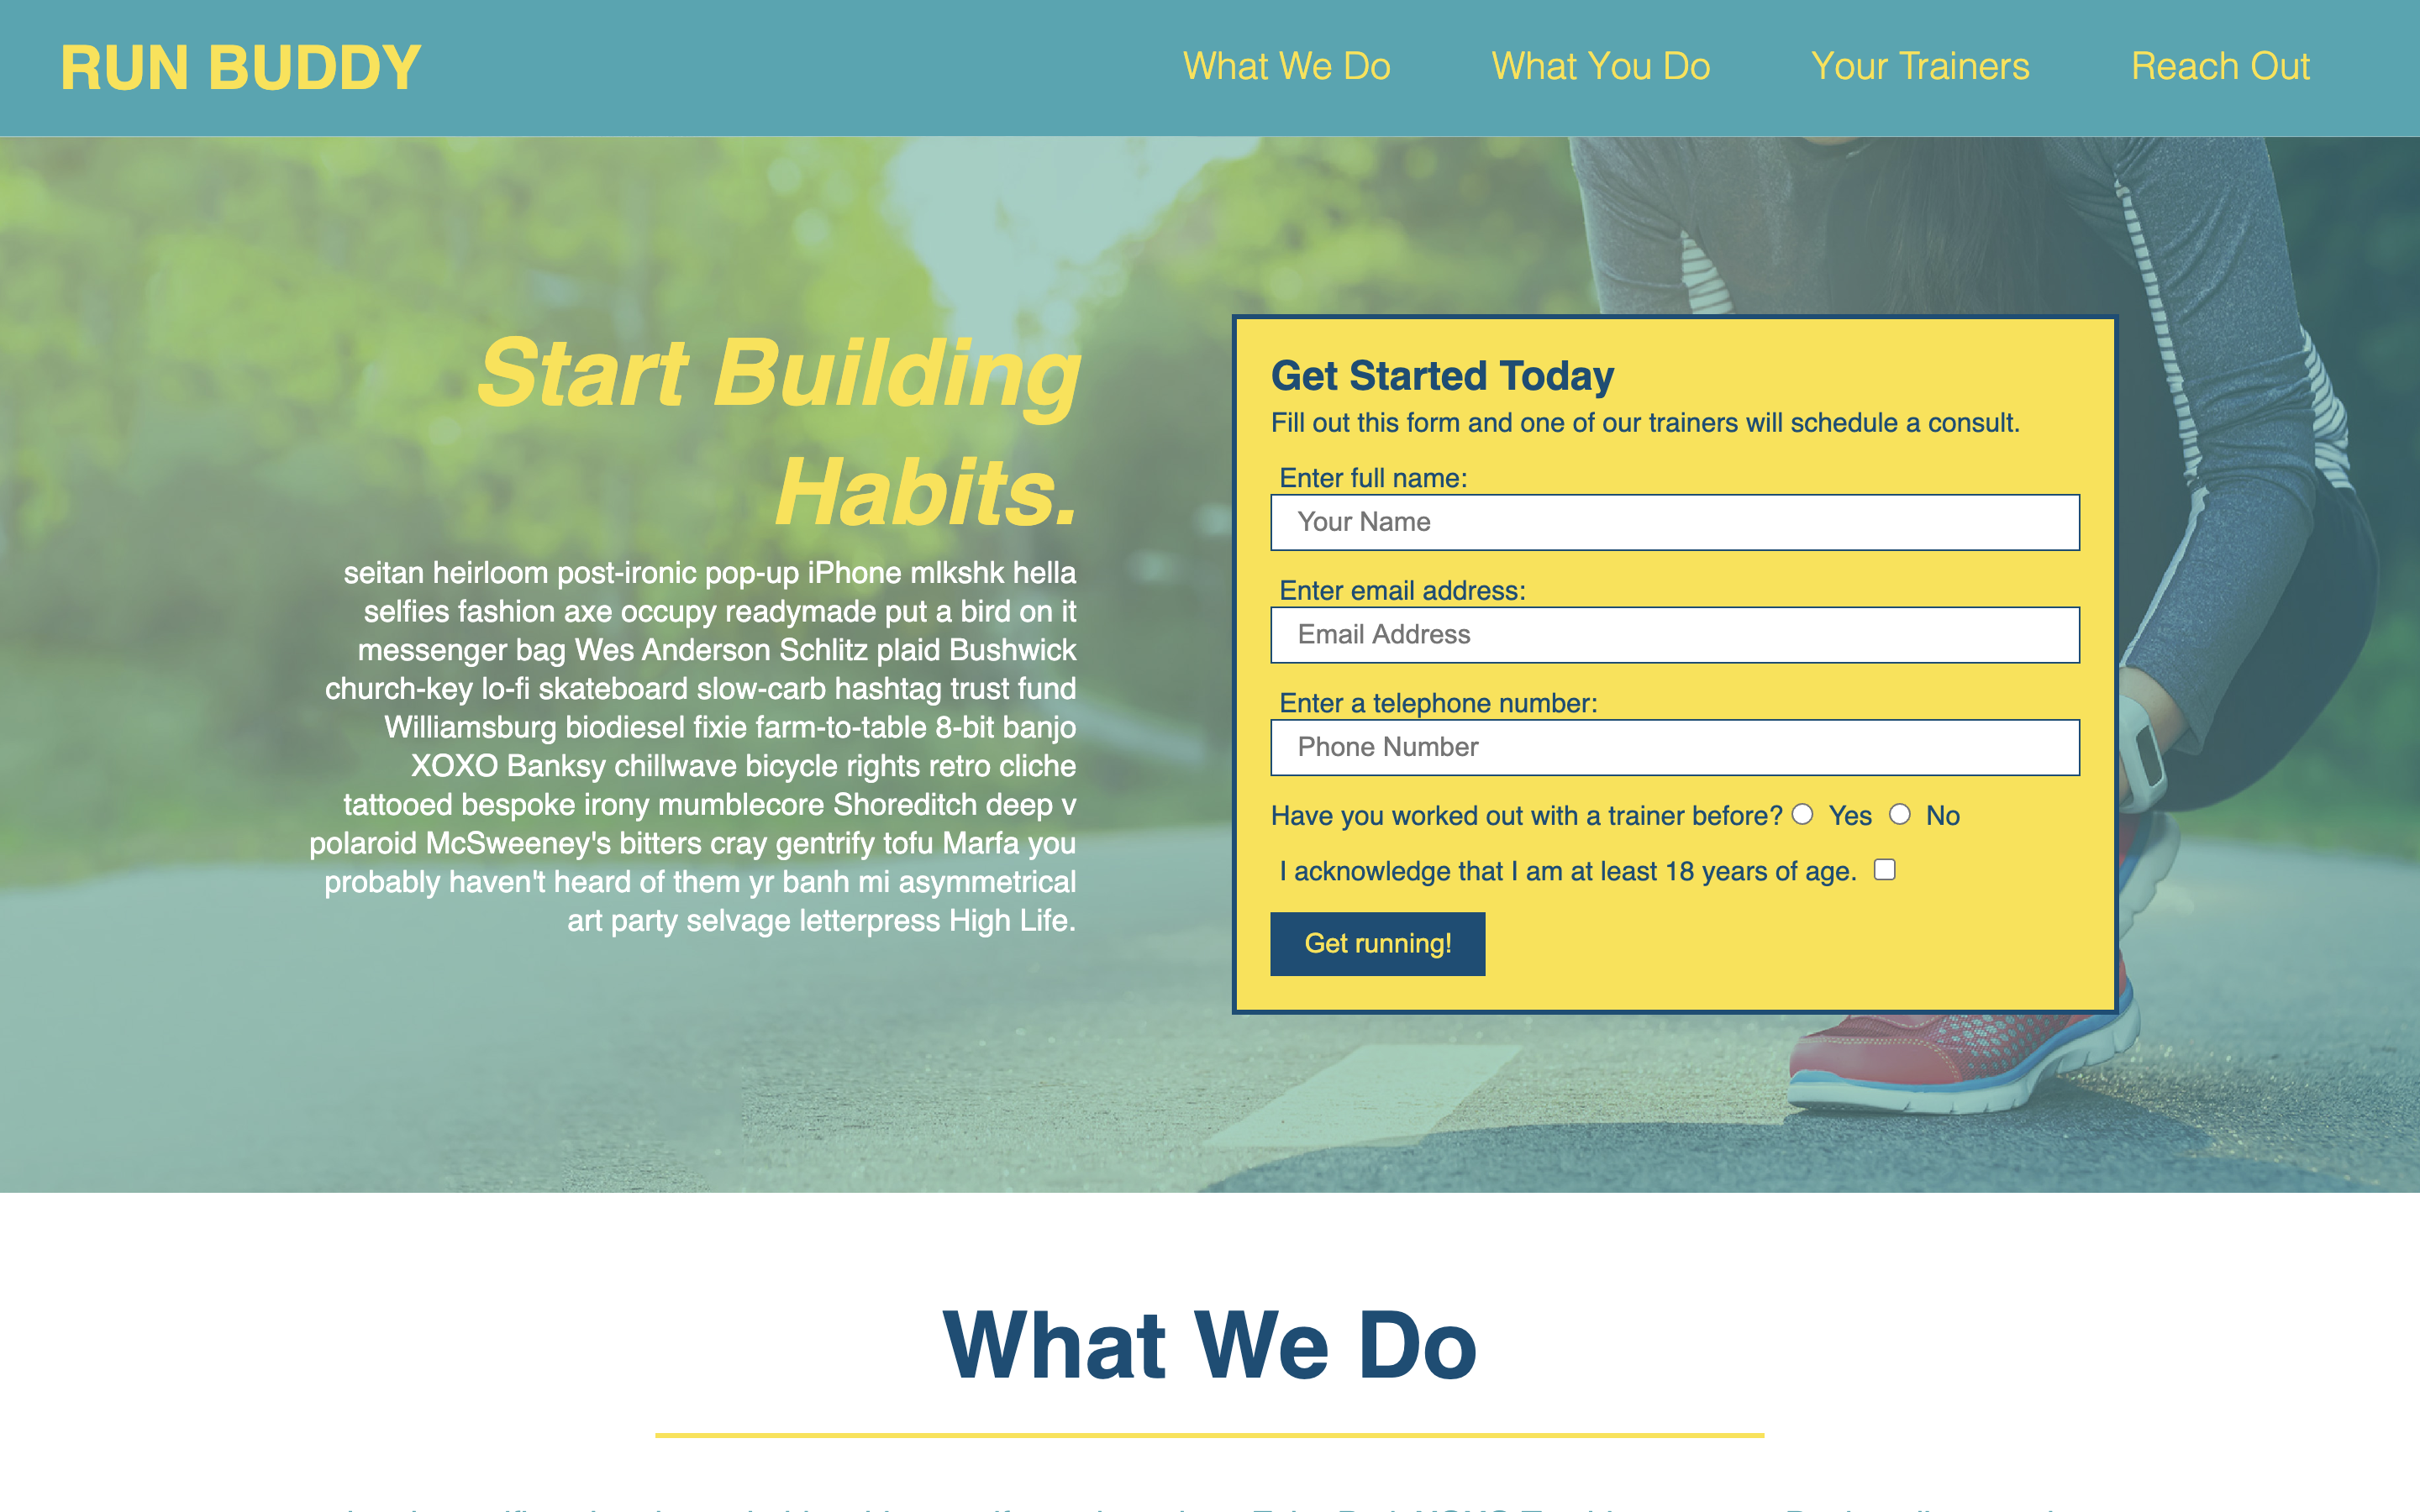 RUN BUDDY
What We Do What You Do Your Trainers Reach Out
Start Building
Habits.
seitan heirloom post-ironic pop-up iPhone mlkshk hella
selfies fashion axe occupy readymade put a bird on it
messenger bag Wes Anderson Schlitz plaid Bushwick
church-key lo-fi skateboard slow-carb hashtag trust fund
Williamsburg biodiesel fixie farm-to-table 8-bit banjo
XOXO Banksy chillwave bicycle rights retro cliche
tattooed bespoke irony mumblecore Shoreditch deep v
polaroid McSweeney's bitters cray gentrify tofu Marfa you
probably haven't heard of them yr banh mi asymmetrical
art party selvage letterpress High Life.
Get Started Today
Fill out this form and one of our trainers will schedule a consult.
Enter full name:
Your Name
Enter email address:
Email Address
Enter a telephone number:
Phone Number
Have you worked out with a trainer before? Yes No
I acknowledge that I am at least 18 years of age.
Get running!
What We Do